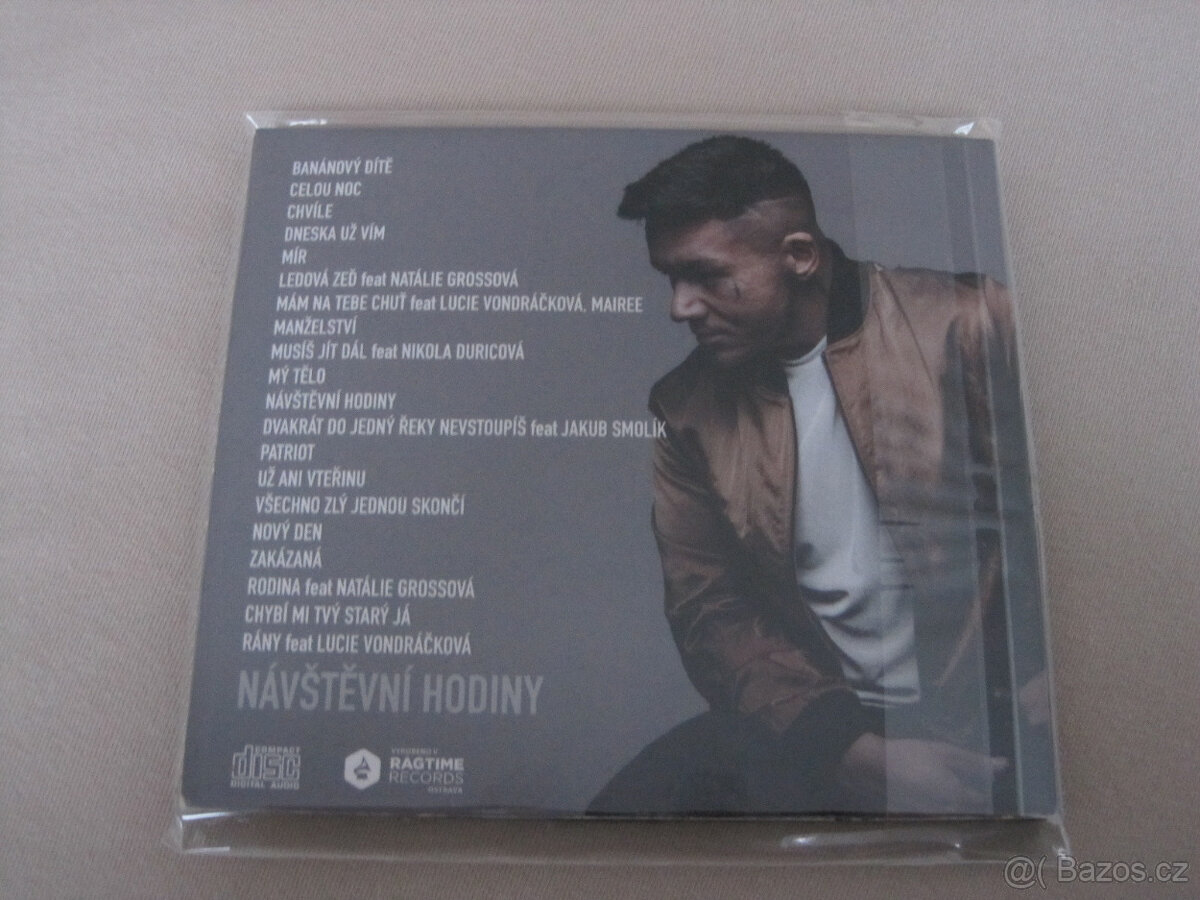 BANÁNOVÝ DÍTĚ
CELOU NOC
CHVÍLE
DNESKA UŽ VÍM
MÍR
LEDOVÁ ZEĎ feat NATÁLIE GROSSOVÁ
MÁM NA TEBE CHUŤ feat LUCIE VONDRÁČKOVÁ, MAIREE
MANŽELSTVÍ
MUSÍŠ JÍT DÁL feat NIKOLA DURICOVÁ
MÝ TĚLO
NÁVŠTĚVNÍ HODINY
DVAKRÁT DO JEDNÝ ŘEKY NEVSTOUPÍŠ feat JAKUB SMOLÍK
PATRIOT
UŽ ANI VTEŘINU
VŠECHNO ZLÝ JEDNOU SKONČÍ
NOVÝ DEN
ZAKÁZANÁ
RODINA feat NATÁLIE GROSSOVÁ
CHYBÍ MI TVÝ STARÝ JÁ
RÁNY feat LUCIE VONDRÁČKOVÁ
NÁVŠTĚVNÍ HODINY
COMPACT
disc
DIGITAL AUDIO
VYROBENO V
RAGTIME
RECORDS
OSTRAVA
@( Bazos.cz